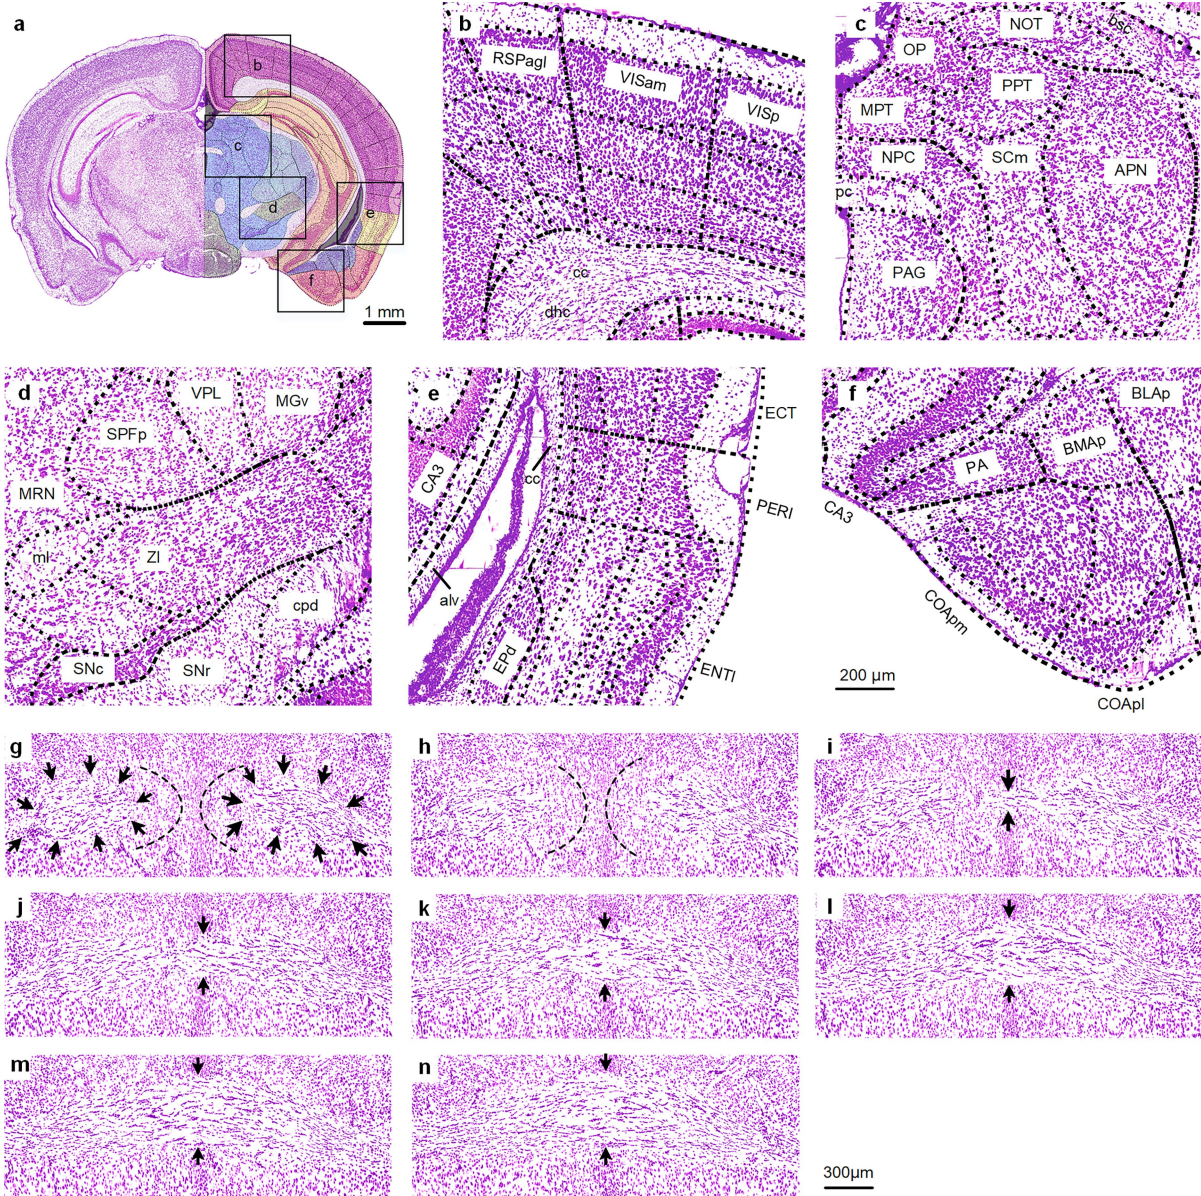 a
b
c
d
e
f
1 mm
b
RSPagl
VISam
VISp
cc
dhc
c
NOT
bsc
OP
PPT
MPT
NPC
SCm
APN
pc
PAG
d
VPL
MGv
SPFp
MRN
ml
ZI
cpd
SNc
SNr
e
ECT
CA3
cc
PERI
alv
EPd
ENTl
f
BLAp
BMAp
PA
CA3
COApm
COApl
200 µm
g
h
i
j
k
l
m
n
300µm